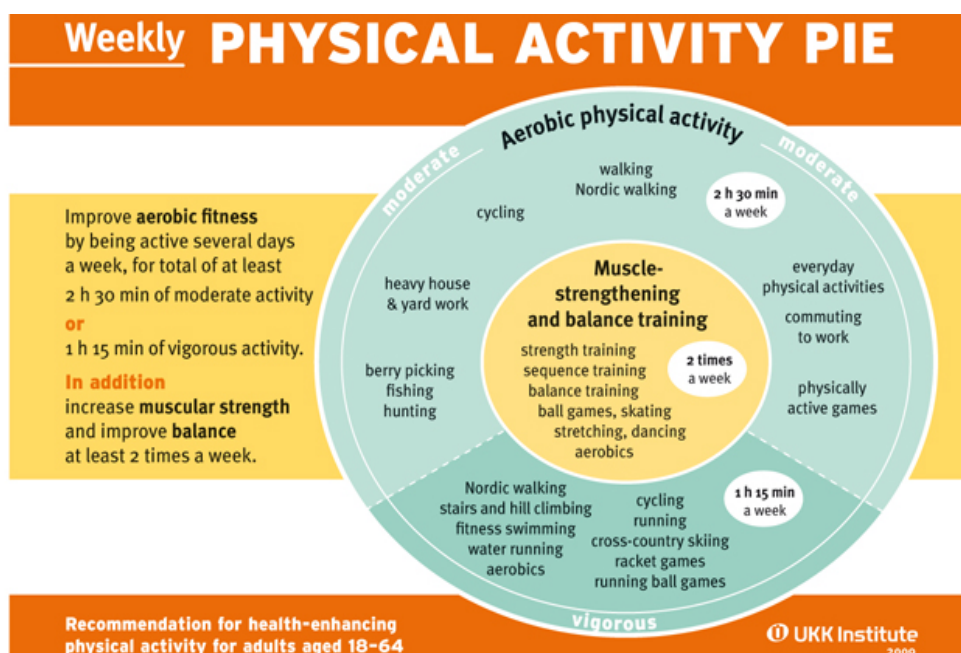 Weekly PHYSICAL ACTIVITY PIE
Aerobic physical activity
moderate
moderate
walking
Nordic walking
2 h 30 min
a week
cycling
Improve aerobic fitness
by being active several days
a week, for total of at least
2 h 30 min of moderate activity
or
1 h 15 min of vigorous activity.
In addition
increase muscular strength
and improve balance
at least 2 times a week.
heavy house
& yard work
berry picking
fishing
hunting
Muscle-
strengthening
and balance training
strength training
sequence training
balance training
ball games, skating
stretching, dancing
aerobics
2 times
a week
everyday
physical activities
commuting
to work
physically
active games
Nordic walking
stairs and hill climbing
fitness swimming
water running
aerobics
cycling
running
cross-country skiing
racket games
running ball games
1 h 15 min
a week
vigorous
Recommendation for health-enhancing
physical activity for adults aged 18–64
UKK Institute
2009